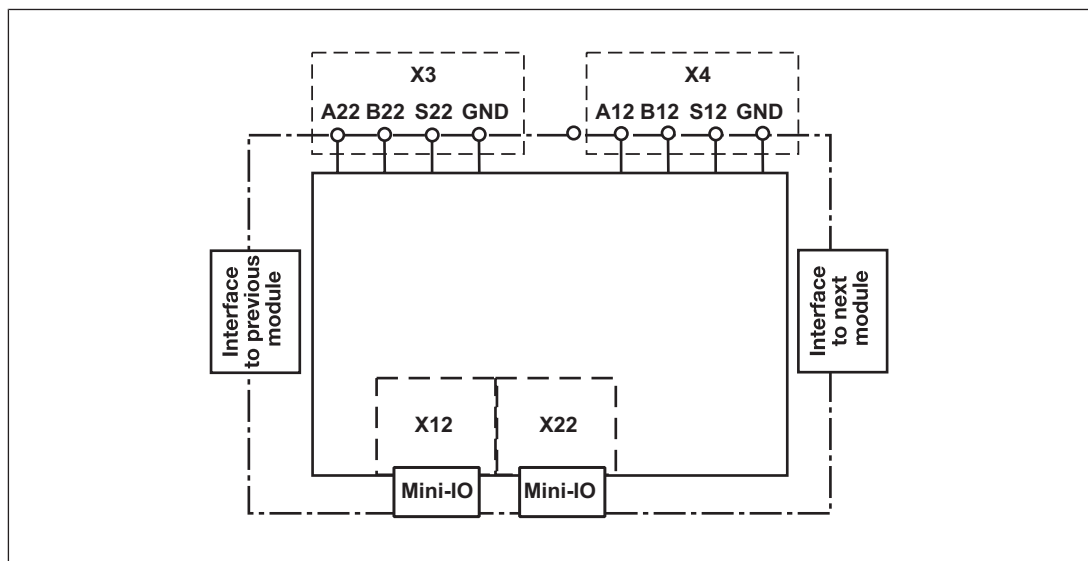 X3
X4
A22 B22 S22 GND
A12 B12 S12 GND
Interface
to previous
module
Interface
to next
module
X12
X22
Mini-IO
Mini-IO